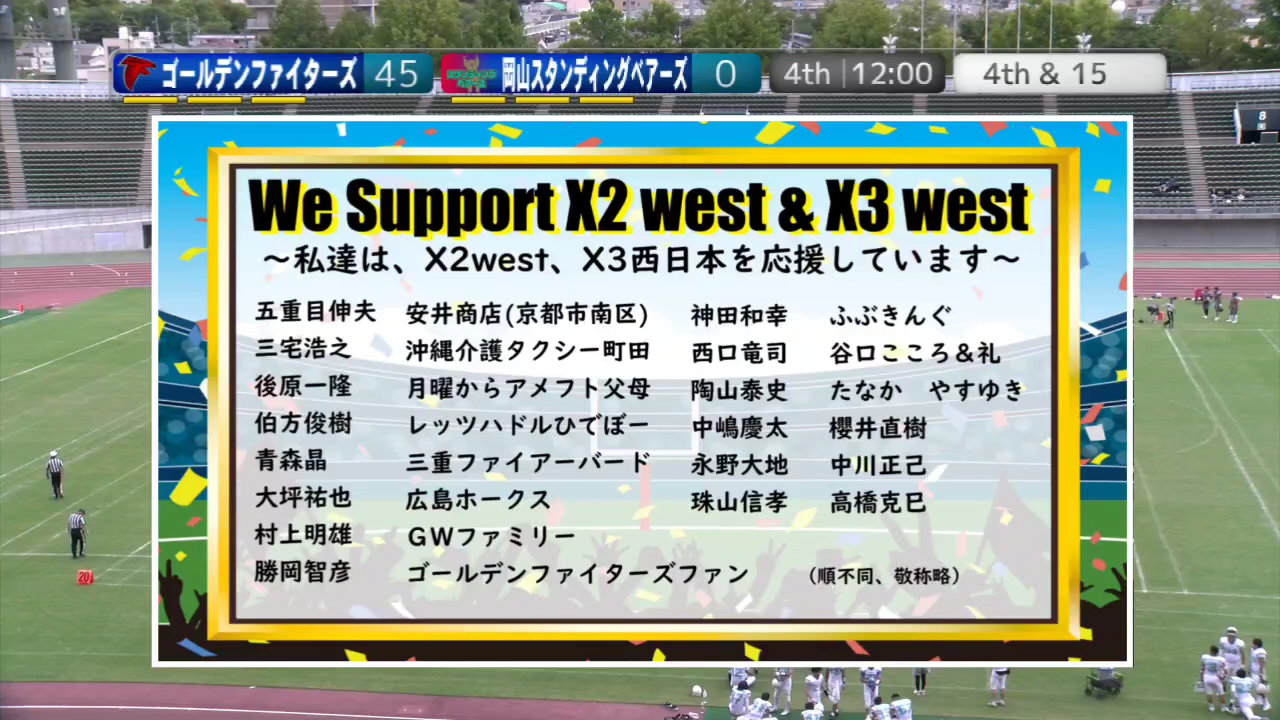 ゴールデンファイターズ 45 岡山スタンディングベアーズ 0 4th 12:00 4th & 15
8
We Support X2 west & X3 west
～私達は、X2west、X3西日本を応援しています～
五重目伸夫 安井商店(京都市南区) 神田和幸 ふぶきんぐ
三宅浩之 沖縄介護タクシー町田 西口竜司 谷口こころ&礼
後原一隆 月曜からアメフト父母 陶山泰史 たなか やすゆき
伯方俊樹 レッツハドルひでぼー 中嶋慶太 櫻井直樹
青森晶 三重ファイアーバード 永野大地 中川正己
大坪祐也 広島ホークス 珠山信孝 高橋克巳
村上明雄 GWファミリー
勝岡智彦 ゴールデンファイターズファン (順不同、敬称略)
20